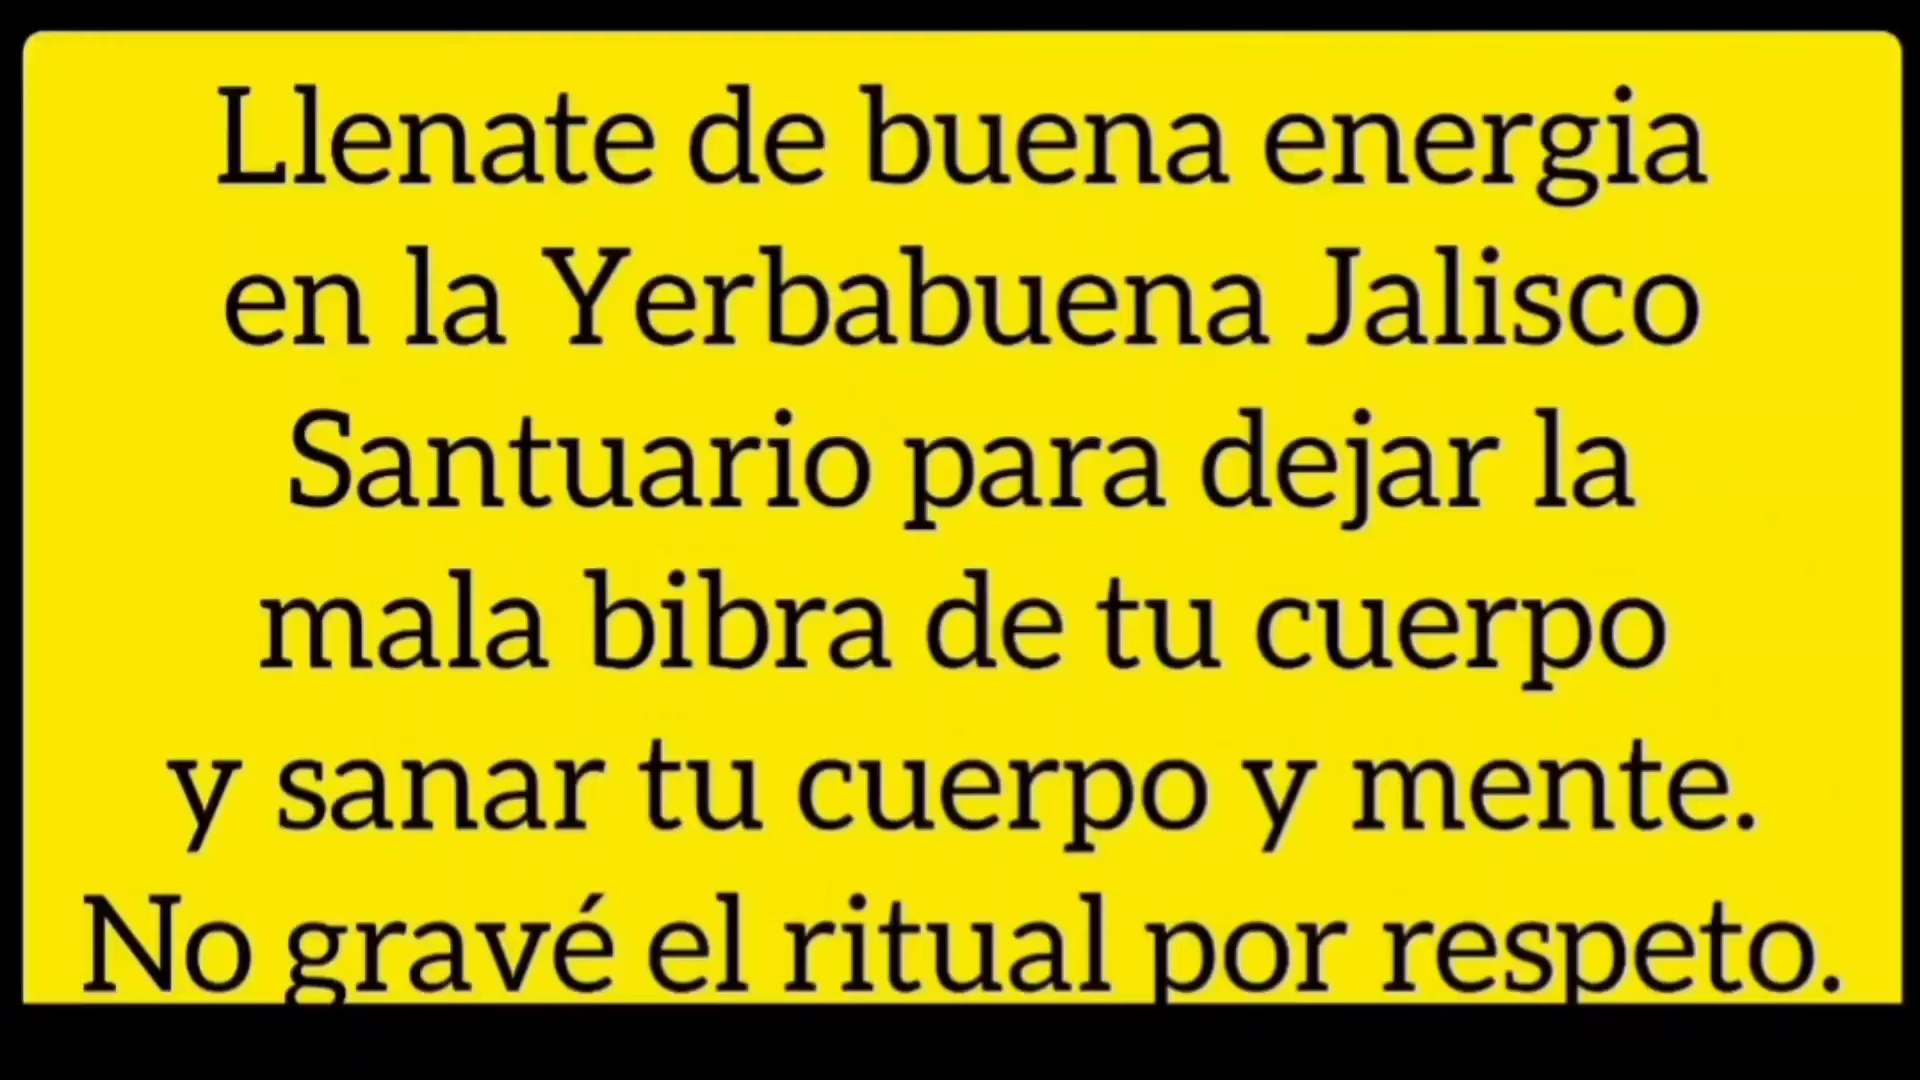 Llenate de buena energia
en la Yerbabuena Jalisco
Santuario para dejar la
mala bibra de tu cuerpo
y sanar tu cuerpo y mente.
No gravé el ritual por respeto.